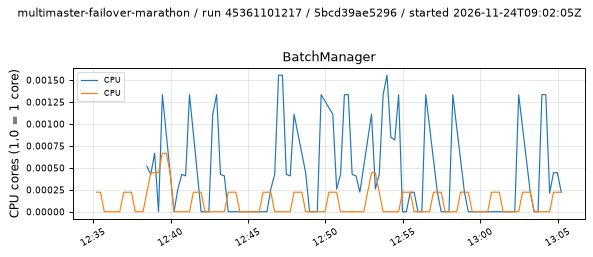 multimaster-failover-marathon / run 45361101217 / 5bcd39ae5296 / started 2026-11-24T09:02:05Z
BatchManager
CPU cores (1.0 = 1 core)
0.00150
0.00125
0.00100
0.00075
0.00050
0.00025
0.00000
CPU
CPU
12:35
12:40
12:45
12:50
12:55
13:00
13:05